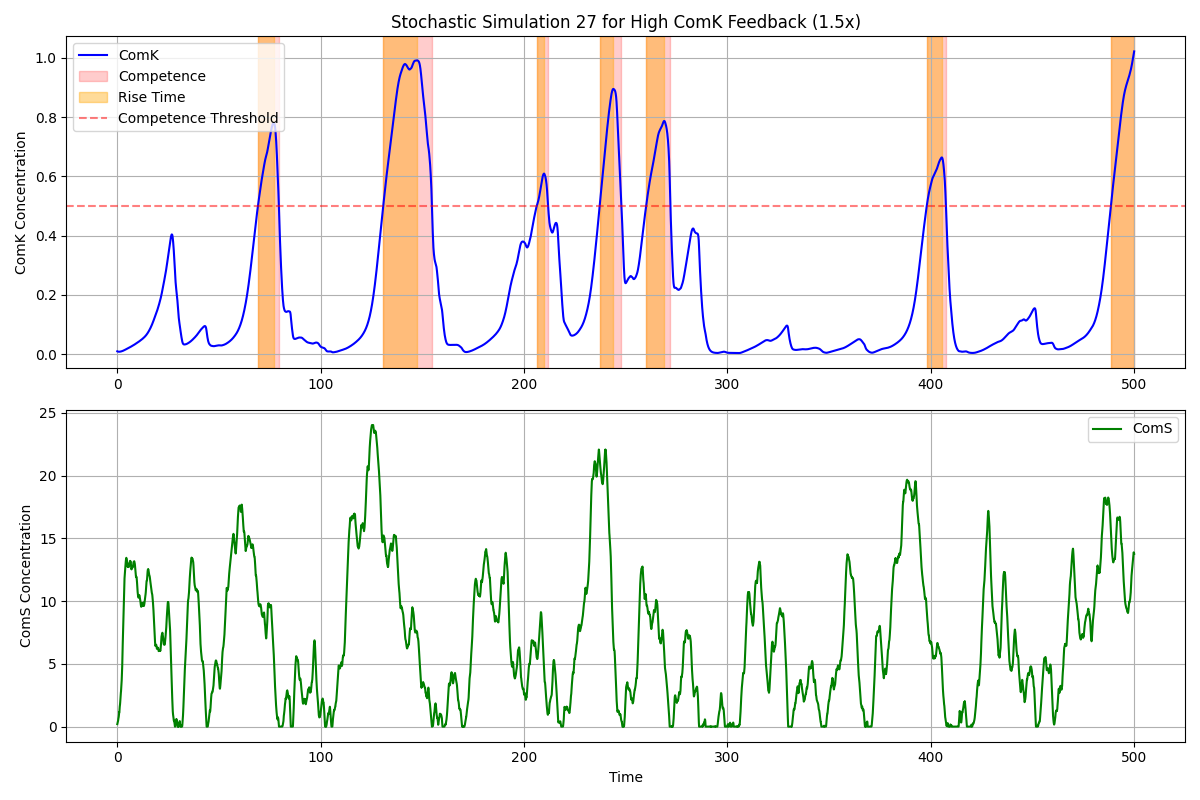 Stochastic Simulation 27 for High ComK Feedback (1.5x)
ComK
Competence
Rise Time
Competence Threshold
ComK Concentration
1.0
0.8
0.6
0.4
0.2
0.0
0 100 200 300 400 500
ComS
ComS Concentration
25
20
15
10
5
0
0 100 200 300 400 500
Time